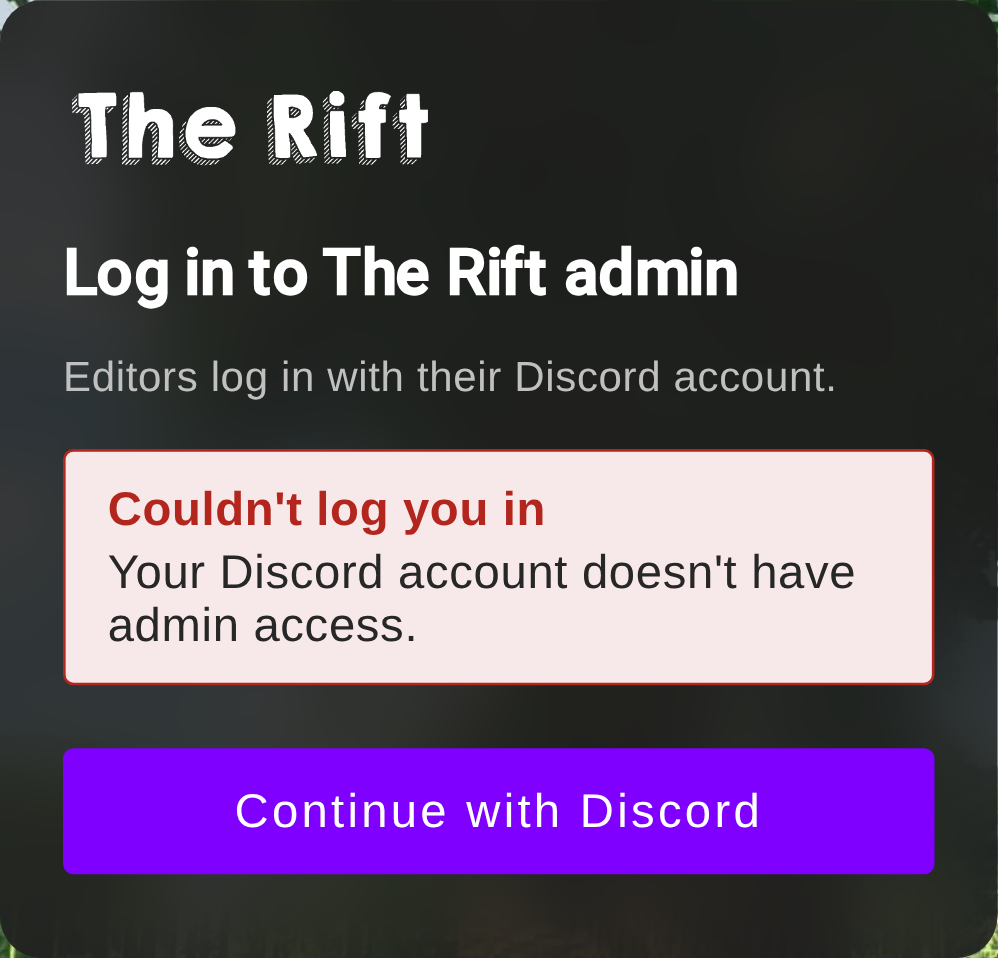 The Rift
Log in to The Rift admin
Editors log in with their Discord account.
Couldn't log you in
Your Discord account doesn't have
admin access.
Continue with Discord